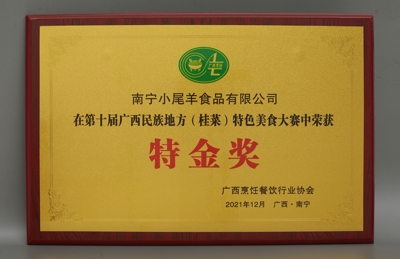 南宁小尾羊食品有限公司
在第十届广西民族地方（桂菜）特色美食大赛中荣获
特金奖
广西烹饪餐饮行业协会
2021年12月 广西·南宁